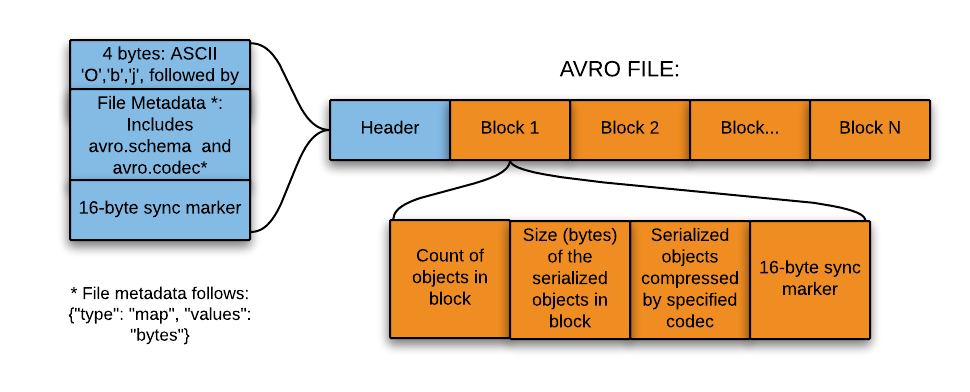 4 bytes: ASCII
'O','b','j', followed by
File Metadata *:
Includes
avro.schema and
avro.codec*
16-byte sync marker
* File metadata follows:
{"type": "map", "values":
"bytes"}
AVRO FILE:
Header
Block 1
Block 2
Block...
Block N
Count of
objects in
block
Size (bytes)
of the
serialized
objects in
block
Serialized
objects
compressed
by specified
codec
16-byte sync
marker